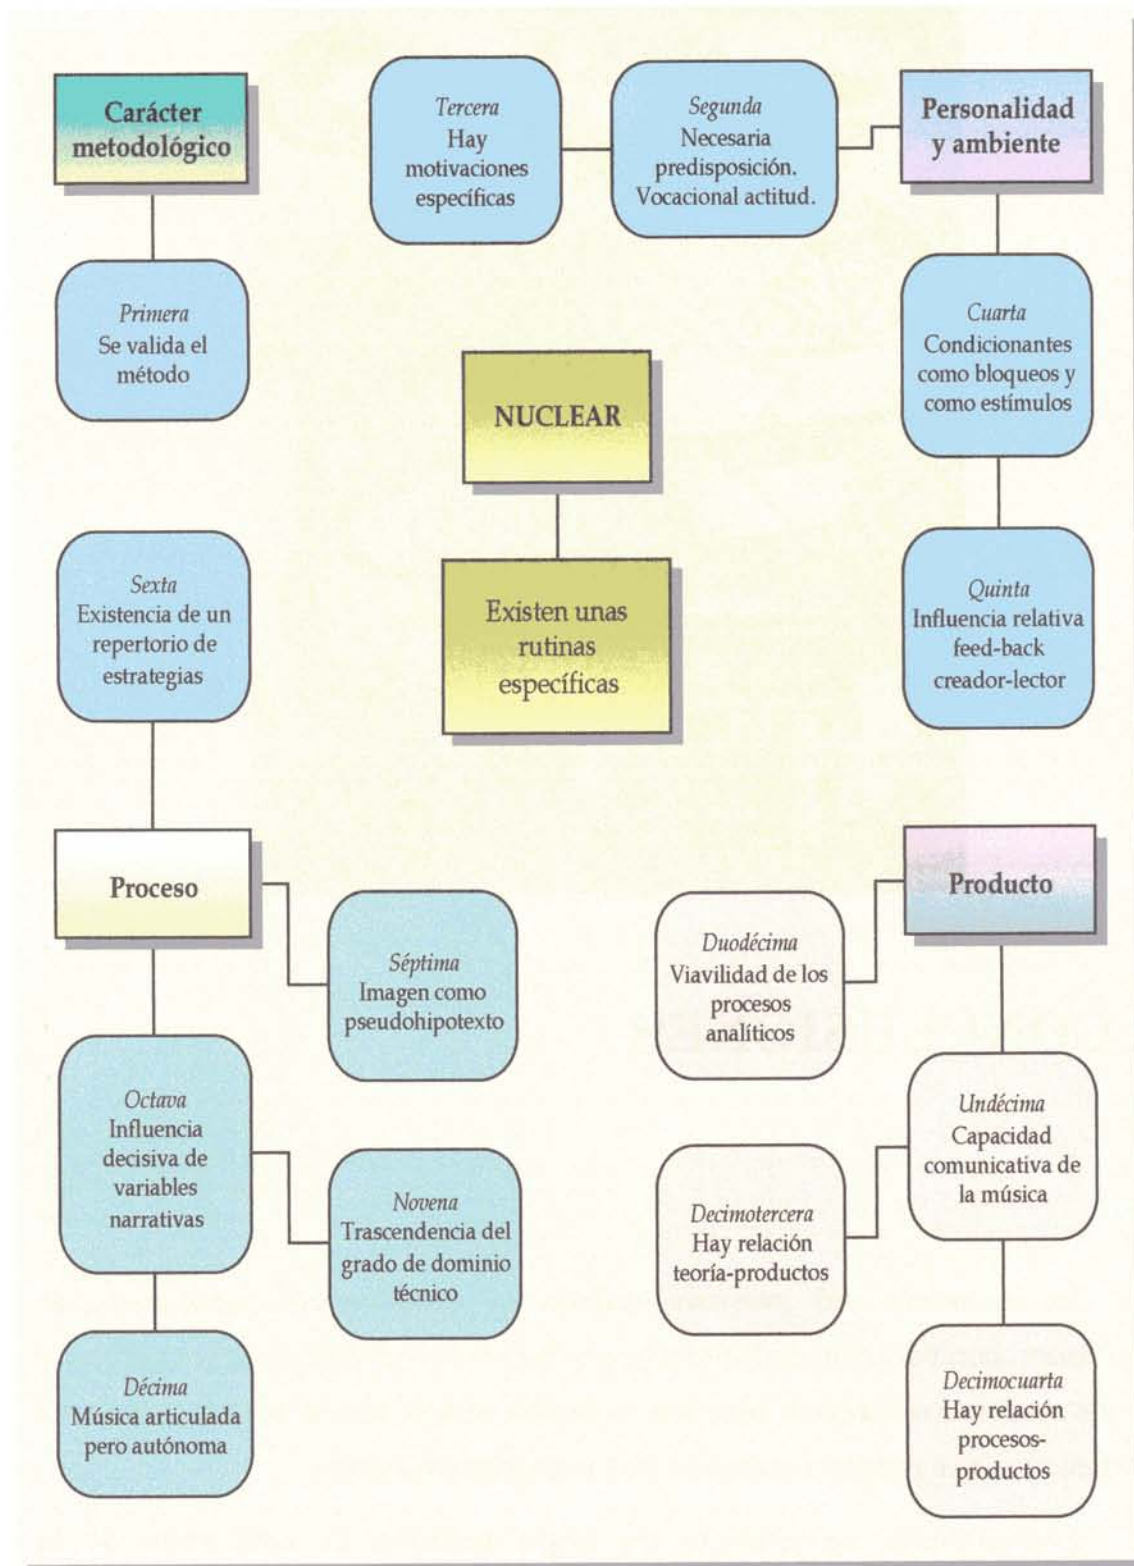 Carácter
metodológico
Tercera
Hay
motivaciones
específicas
Segunda
Necesaria
predisposición.
Vocacional actitud.
Personalidad
y ambiente
Primera
Se valida el
método
Cuarta
Condicionantes
como bloqueos y
como estímulos
NUCLEAR
Sexta
Existencia de un
repertorio de
estrategias
Existen unas
rutinas
específicas
Quinta
Influencia relativa
feed-back
creador-lector
Proceso
Producto
Séptima
Imagen como
pseudohipotexto
Duodécima
Viavilidad de los
procesos
analíticos
Octava
Influencia
decisiva de
variables
narrativas
Undécima
Capacidad
comunicativa de
la música
Novena
Trascendencia del
grado de dominio
técnico
Decimotercera
Hay relación
teoría-productos
Décima
Música articulada
pero autónoma
Decimocuarta
Hay relación
procesos-
productos